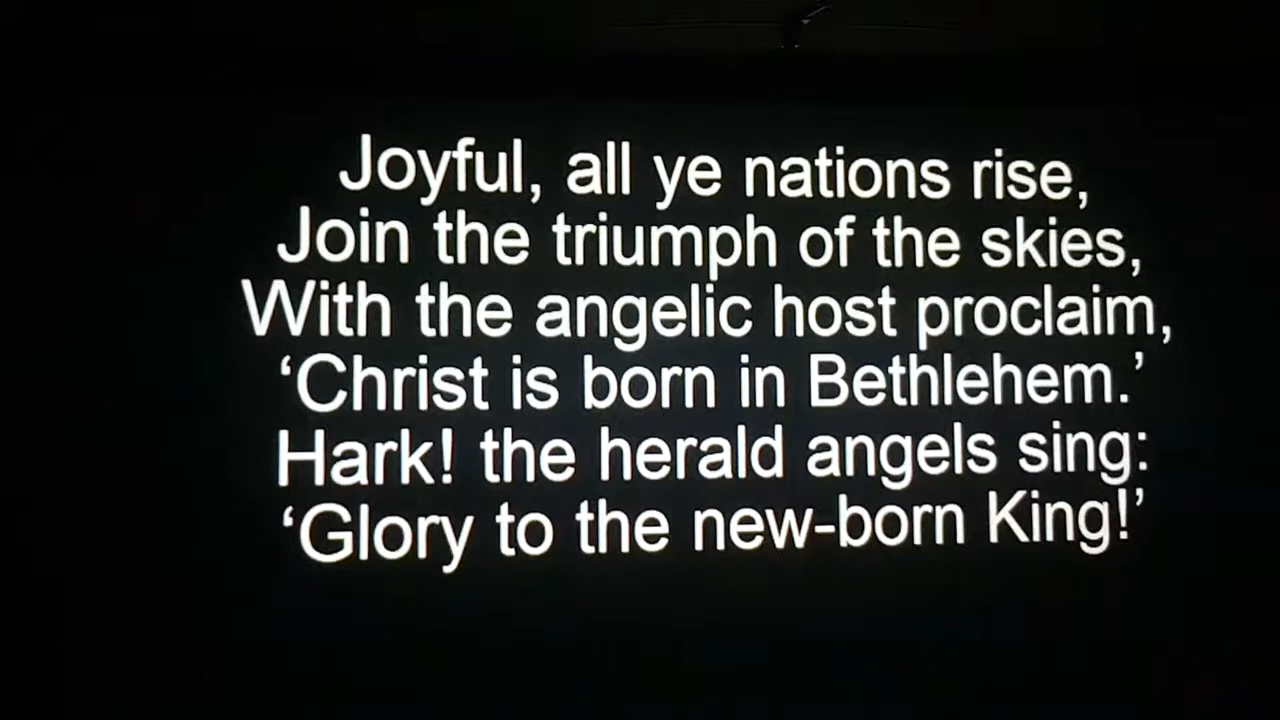 Joyful, all ye nations rise,
Join the triumph of the skies,
With the angelic host proclaim,
‘Christ is born in Bethlehem.’
Hark! the herald angels sing:
‘Glory to the new-born King!’